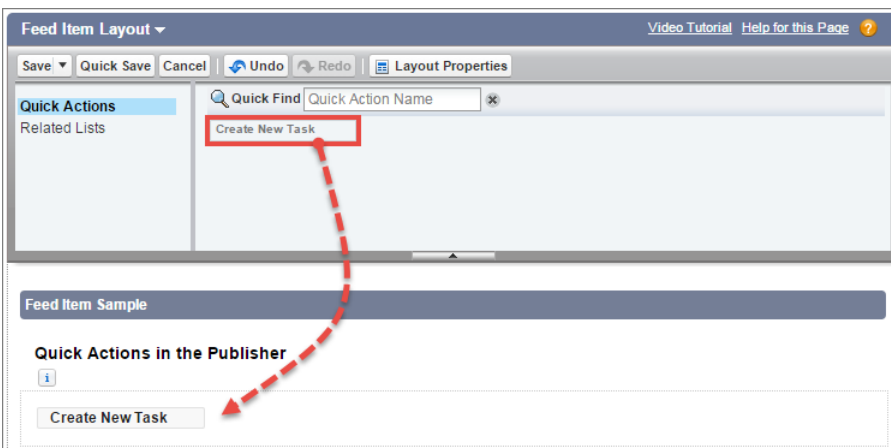 Feed Item Layout Video Tutorial Help for this Page ?
Save Quick Save Cancel Undo Redo Layout Properties
Quick Actions
Related Lists
Quick Find Quick Action Name
Create New Task
Feed Item Sample
Quick Actions in the Publisher
i
Create New Task